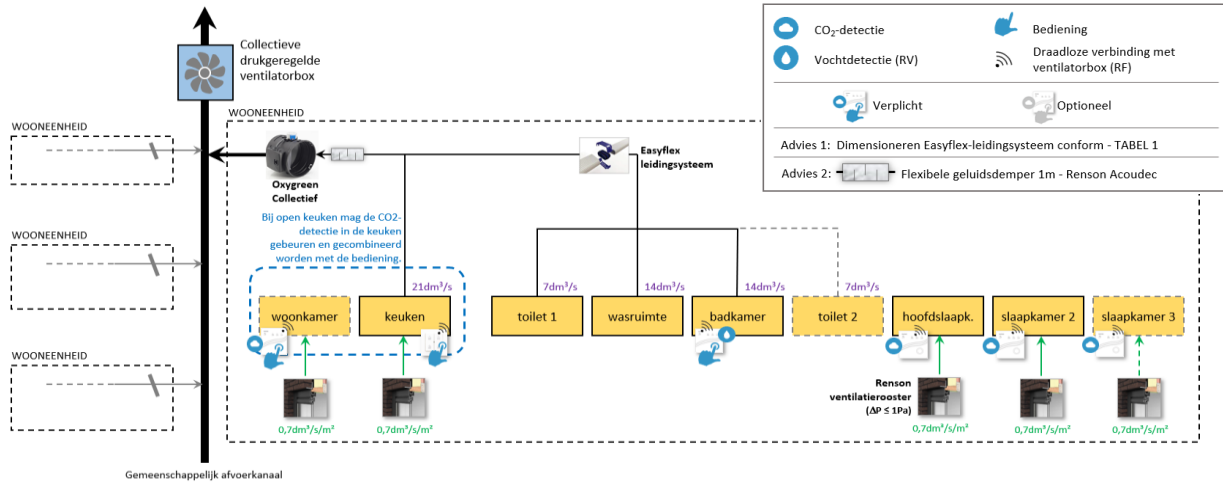 Collectieve
drukgeregelde
ventilatorbox
CO₂-detectie
Bediening
Vochtdetectie (RV)
Draadloze verbinding met
ventilatorbox (RF)
Verplicht
Optioneel
Advies 1: Dimensioneren Easyflex-leidingsysteem conform - TABEL 1
Advies 2:
Flexibele geluidsdemper 1m - Renson Acoudec
WOONEENHEID
WOONEENHEID
WOONEENHEID
WOONEENHEID
Easyflex
leidingsysteem
Oxygreen
Collectief
Bij open keuken mag de CO2-
detectie in de keuken
gebeuren en gecombineerd
worden met de bediening.
21dm³/s
7dm³/s
14dm³/s
14dm³/s
7dm³/s
woonkamer
keuken
toilet 1
wasruimte
badkamer
toilet 2
hoofdslaapk.
slaapkamer 2
slaapkamer 3
Renson
ventilatierooster
(ΔP ≤ 1Pa)
0,7dm³/s/m²
0,7dm³/s/m²
0,7dm³/s/m²
0,7dm³/s/m²
0,7dm³/s/m²
Gemeenschappelijk afvoerkanaal